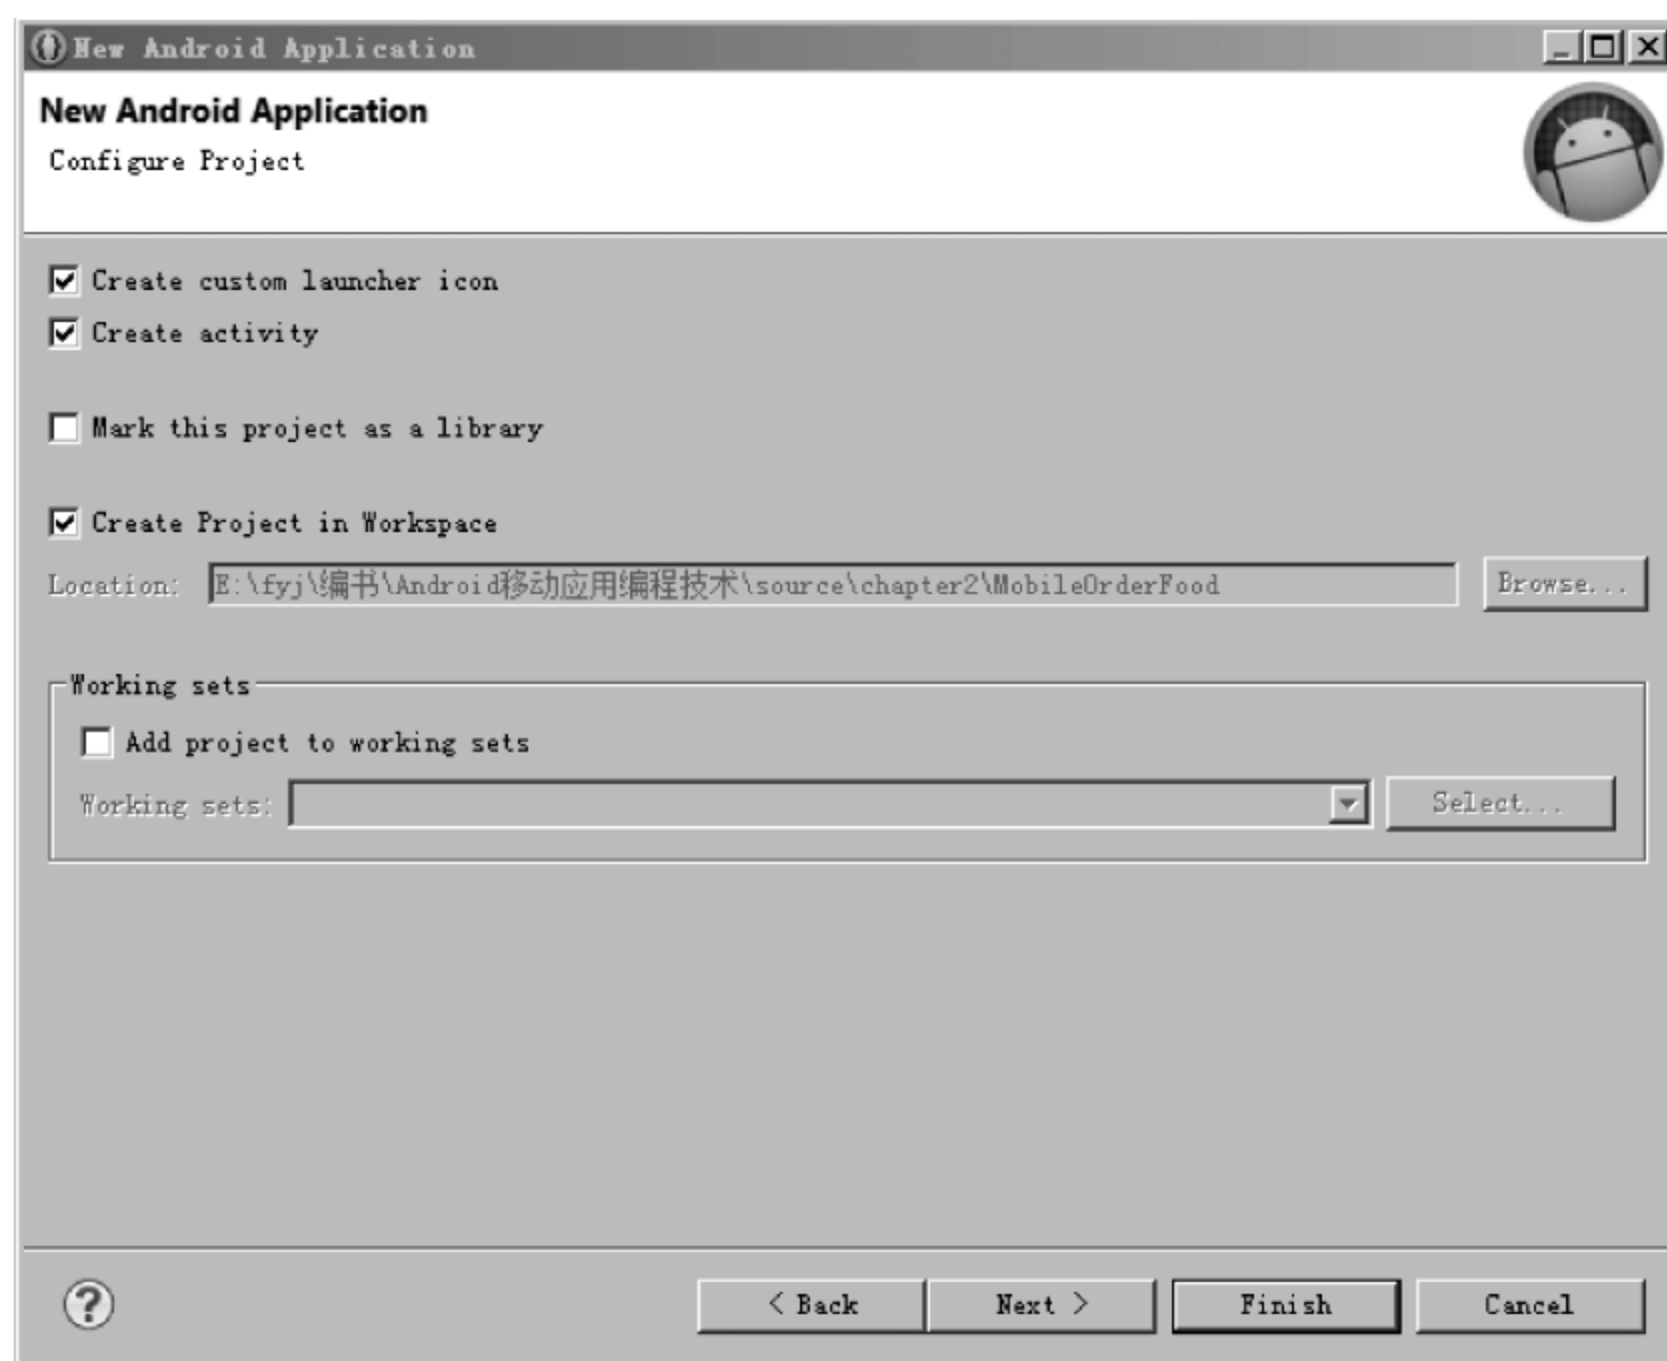 New Android Application
New Android Application
Configure Project
Create custom launcher icon
Create activity
Mark this project as a library
Create Project in Workspace
Location: E:\fyj\编书\Android移动应用编程技术\source\chapter2\MobileOrderFood Browse...
Working sets
Add project to working sets
Working sets: Select...
? < Back Next > Finish Cancel